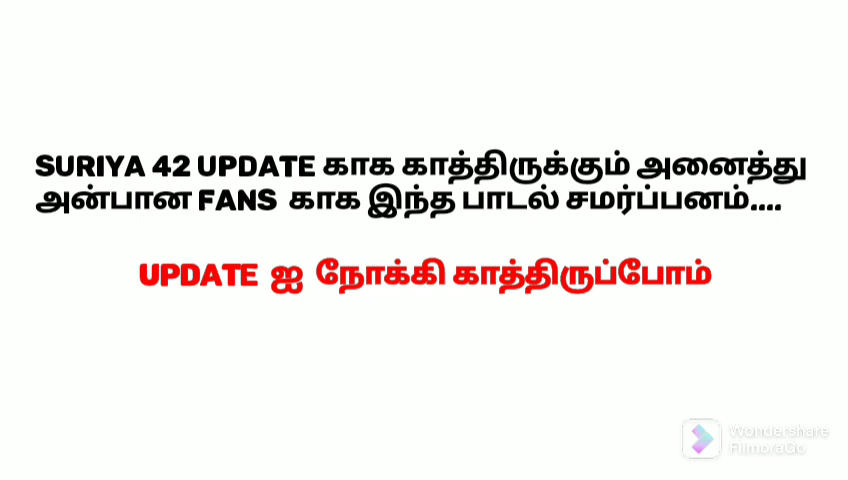 SURIYA 42 UPDATE காக காத்திருக்கும் அனைத்து
அன்பான FANS காக இந்த பாடல் சமர்ப்பனம்....
UPDATE ஐ நோக்கி காத்திருப்போம்
Wondershare
FilmoraGo